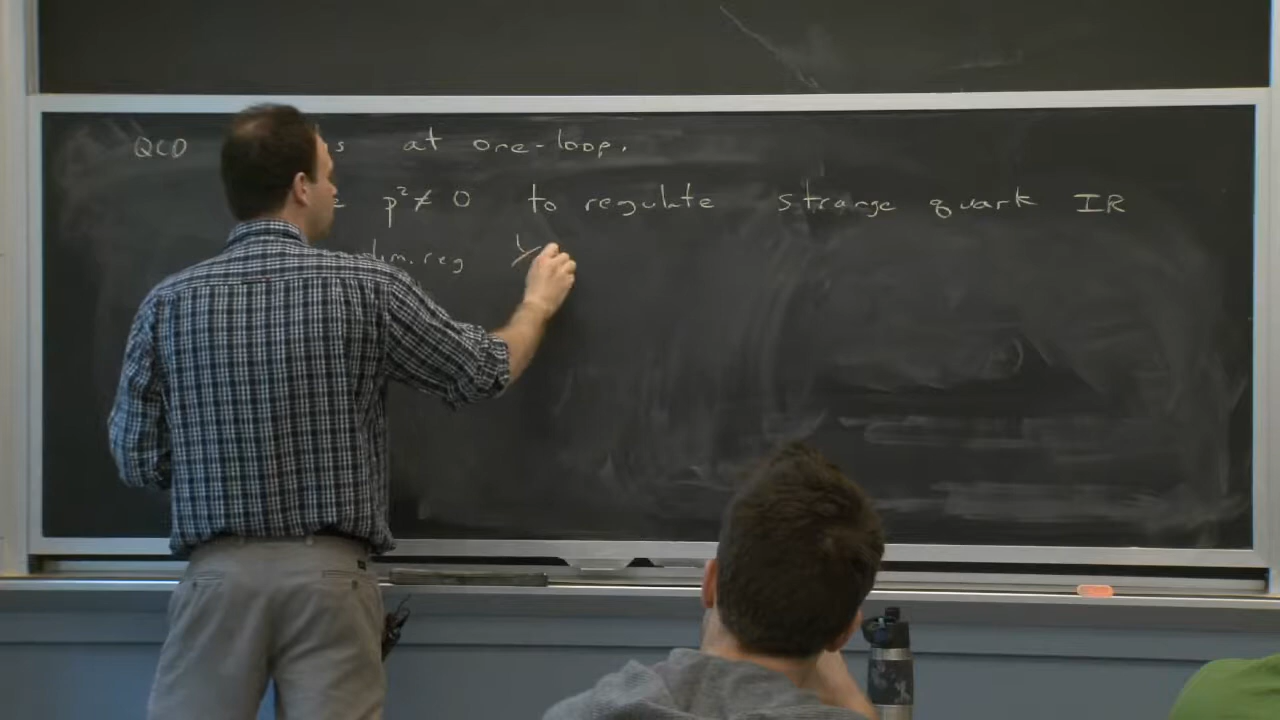 QCD s at one-loop.
p²≠ 0 to regulate strange quark IR
dim.reg